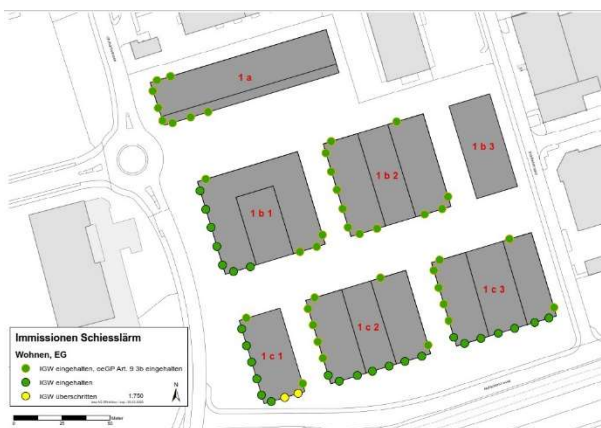 1 a
1 b 3
1 b 2
1 b 1
1 c 3
1 c 2
1 c 1
Immissionen Schiesslärm
Wohnen, EG
IGW eingehalten, oeGP Art. 9.3b eingehalten
IGW eingehalten
IGW überschritten
1:750
N
0